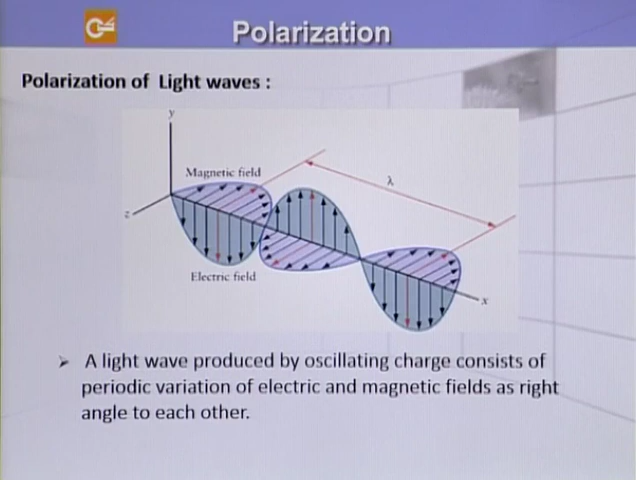 Polarization
Polarization of Light waves :
y
Magnetic field
λ
z
Electric field
x
➤ A light wave produced by oscillating charge consists of
periodic variation of electric and magnetic fields as right
angle to each other.